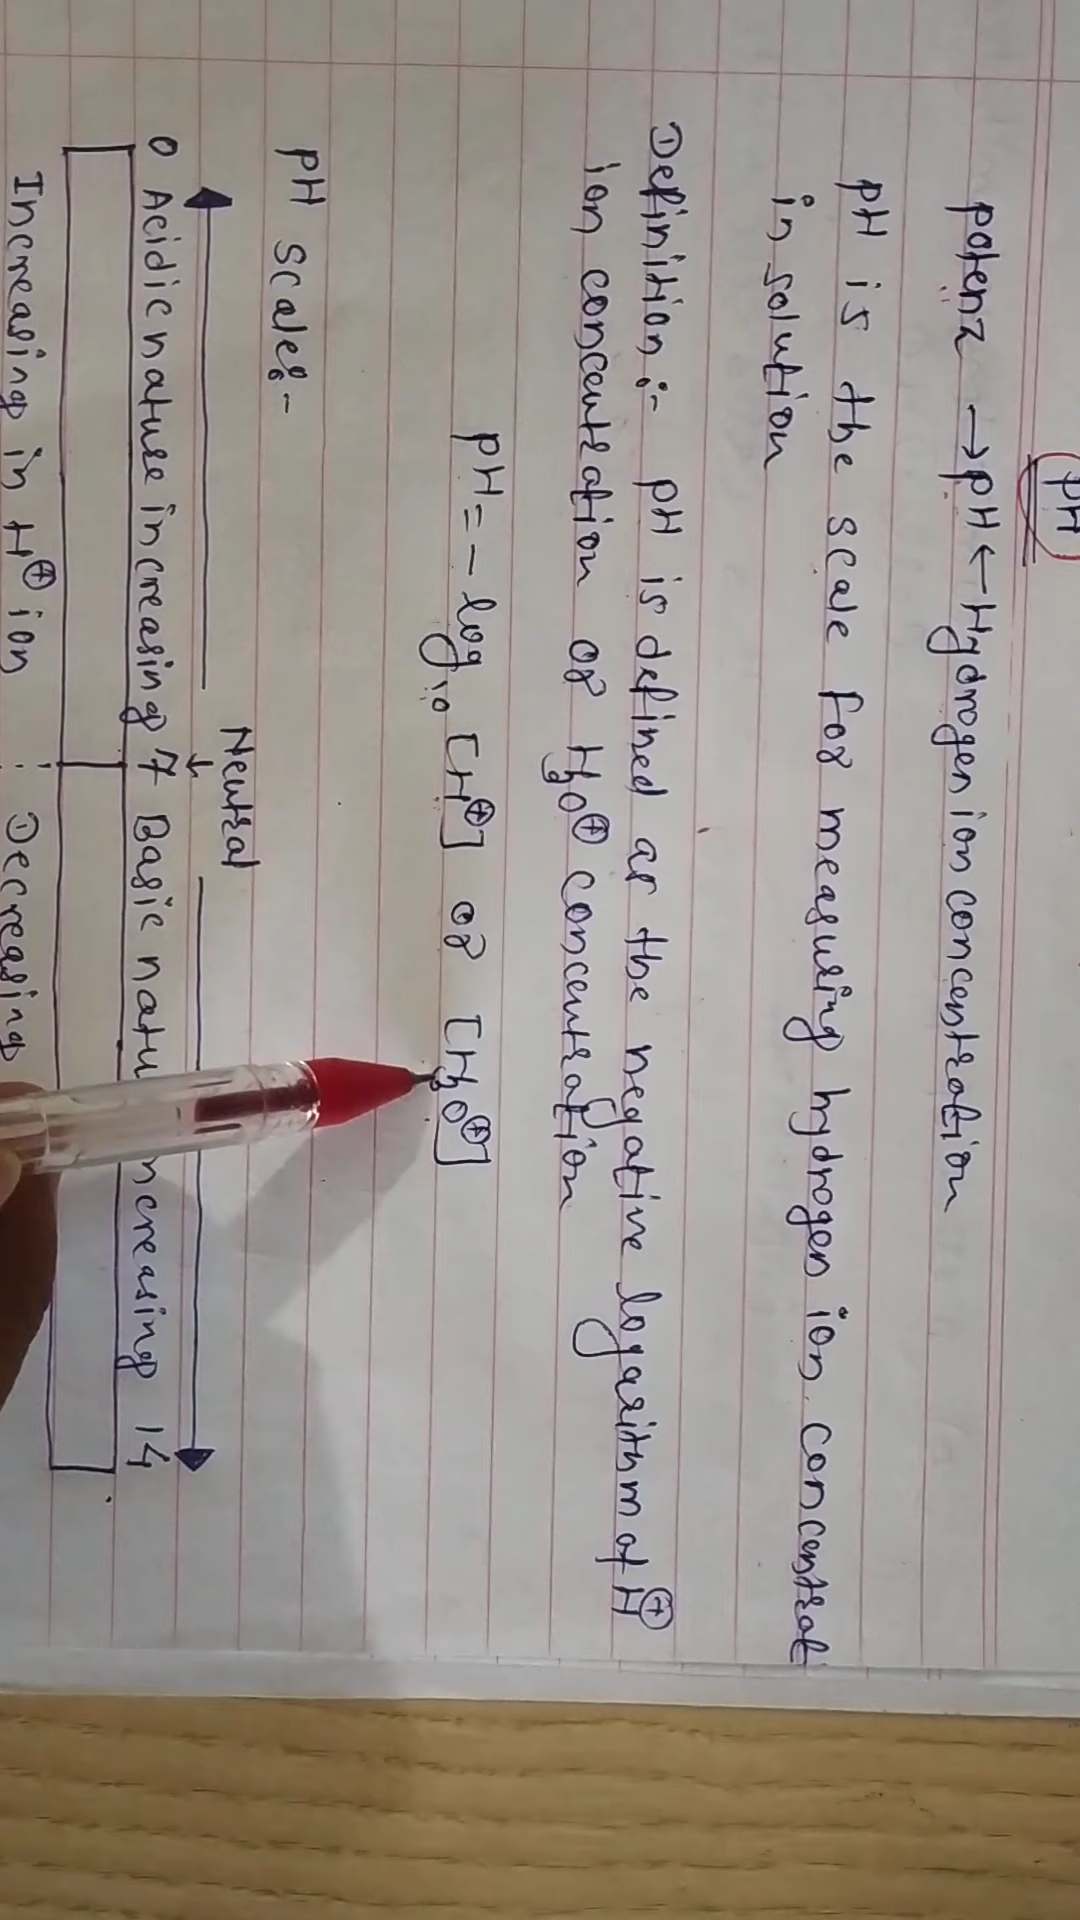 pH
potenz → pH ← Hydrogen ion concentration
pH is the scale for measuring hydrogen ion concentrat
in solution
Definition:- pH is defined as the negative logarithm of H⊕
ion concentration or H₃O⊕ concentration
pH = - log₁₀ [H⊕] or [H₃O⊕]
pH scale:-
Neutral
0 Acidic nature increasing 7 Basic natu ncreasing 14
Increasing in H⊕ ion Decreasing